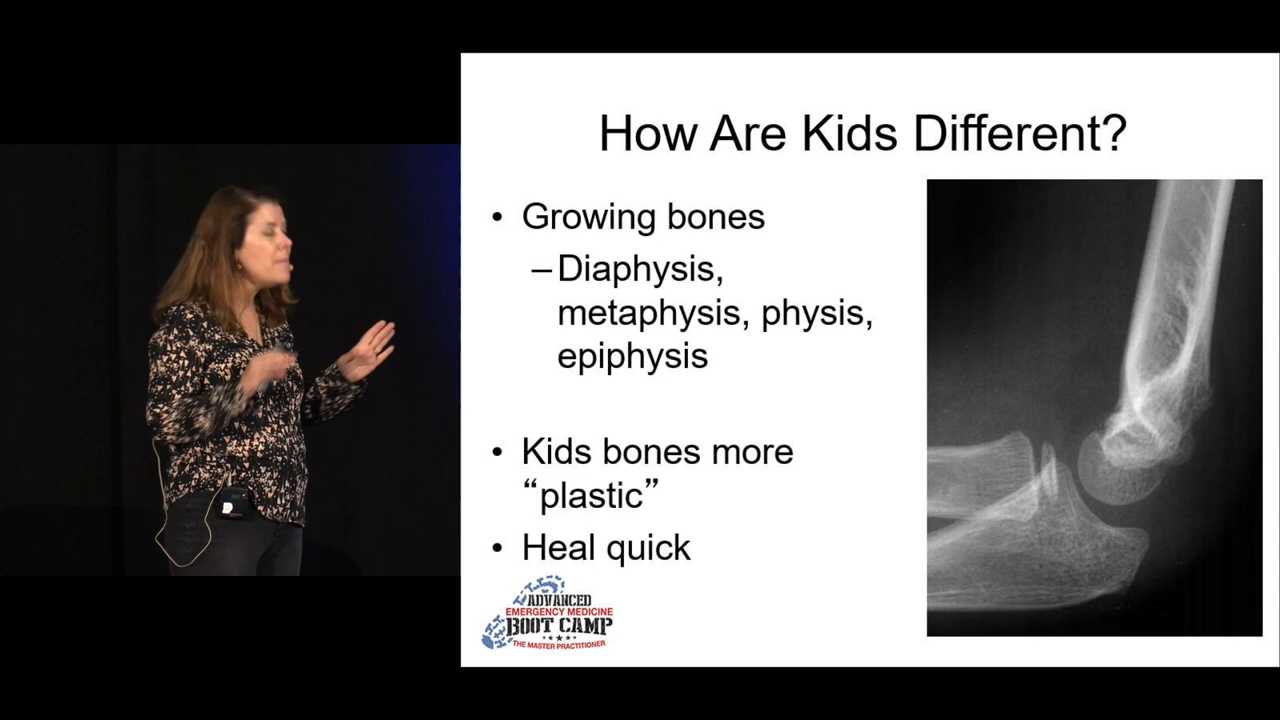 How Are Kids Different?
• Growing bones
– Diaphysis,
metaphysis, physis,
epiphysis
• Kids bones more
“plastic”
• Heal quick
ADVANCED
EMERGENCY MEDICINE
BOOT CAMP
THE MASTER PRACTITIONER